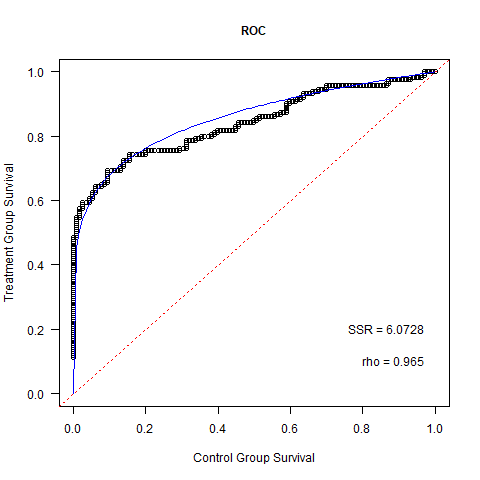 ROC
1.0
0.8
0.6
0.4
0.2
0.0
Treatment Group Survival
SSR = 6.0728
rho = 0.965
0.0 0.2 0.4 0.6 0.8 1.0
Control Group Survival